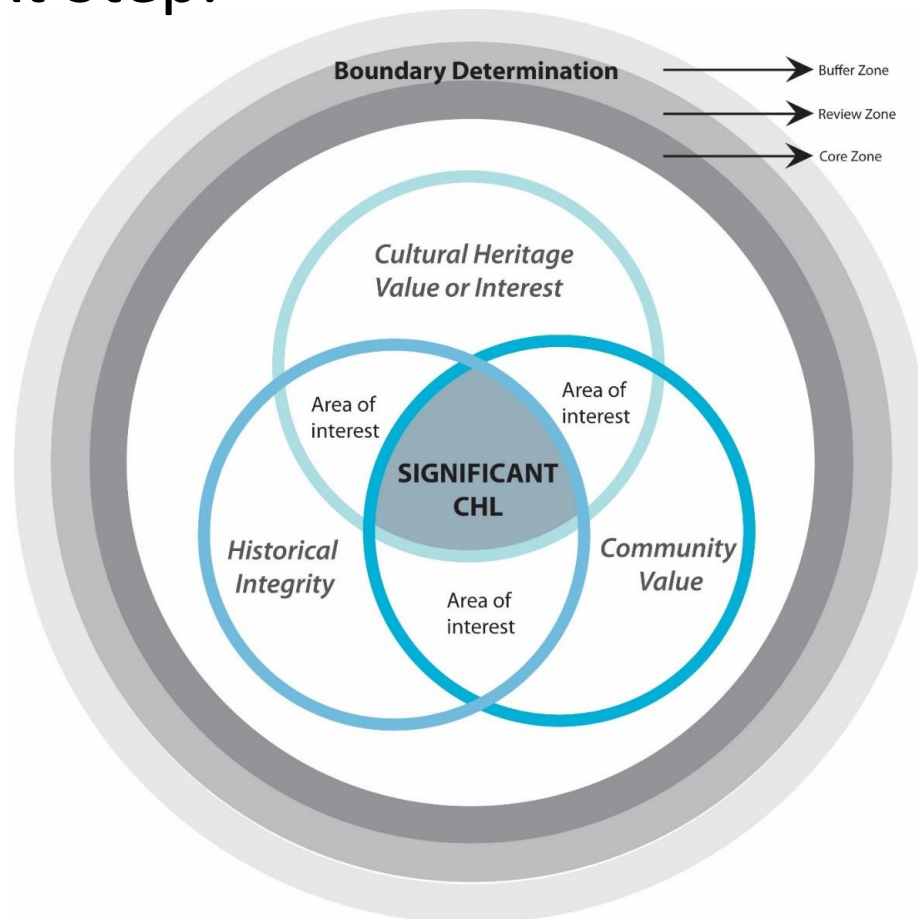 step.
Boundary Determination
Buffer Zone
Review Zone
Core Zone
Cultural Heritage
Value or Interest
Area of
interest
Area of
interest
SIGNIFICANT
CHL
Historical
Integrity
Community
Value
Area of
interest